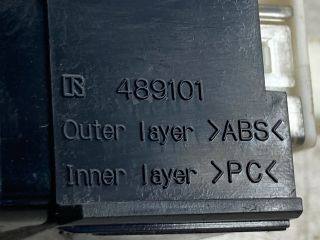 489101
Outer layer >ABS<
Inner layer >PC<